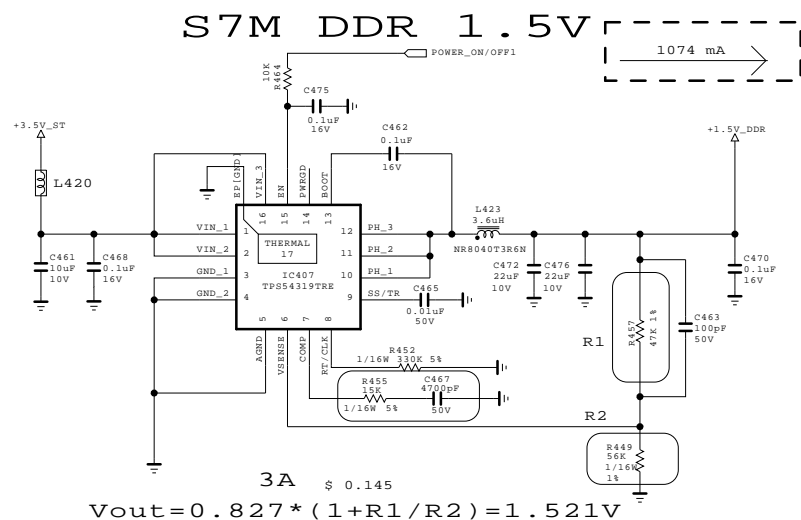 S7M DDR 1.5V
1074 mA
POWER_ON/OFF1
10K
R464
C475
0.1uF
16V
C462
0.1uF
16V
+3.5V_ST
+1.5V_DDR
L420
EP[GND]
VIN_3
EN
PWRGD
BOOT
16
15
14
13
L423
3.6uH
NR8040T3R6N
VIN_1
1
12
PH_3
THERMAL
17
VIN_2
2
11
PH_2
IC407
TPS54319TRE
GND_1
3
10
PH_1
GND_2
4
9
SS/TR
5
6
7
8
AGND
VSENSE
COMP
RT/CLK
C461
10uF
10V
C468
0.1uF
16V
C465
0.01uF
50V
C472
22uF
10V
C476
22uF
10V
C470
0.1uF
16V
R1
R457
47K 1%
C463
100pF
50V
R452
1/16W 330K 5%
R455
15K
1/16W 5%
C467
4700pF
50V
R2
R449
56K
1/16W
1%
3A
$ 0.145
Vout=0.827*(1+R1/R2)=1.521V